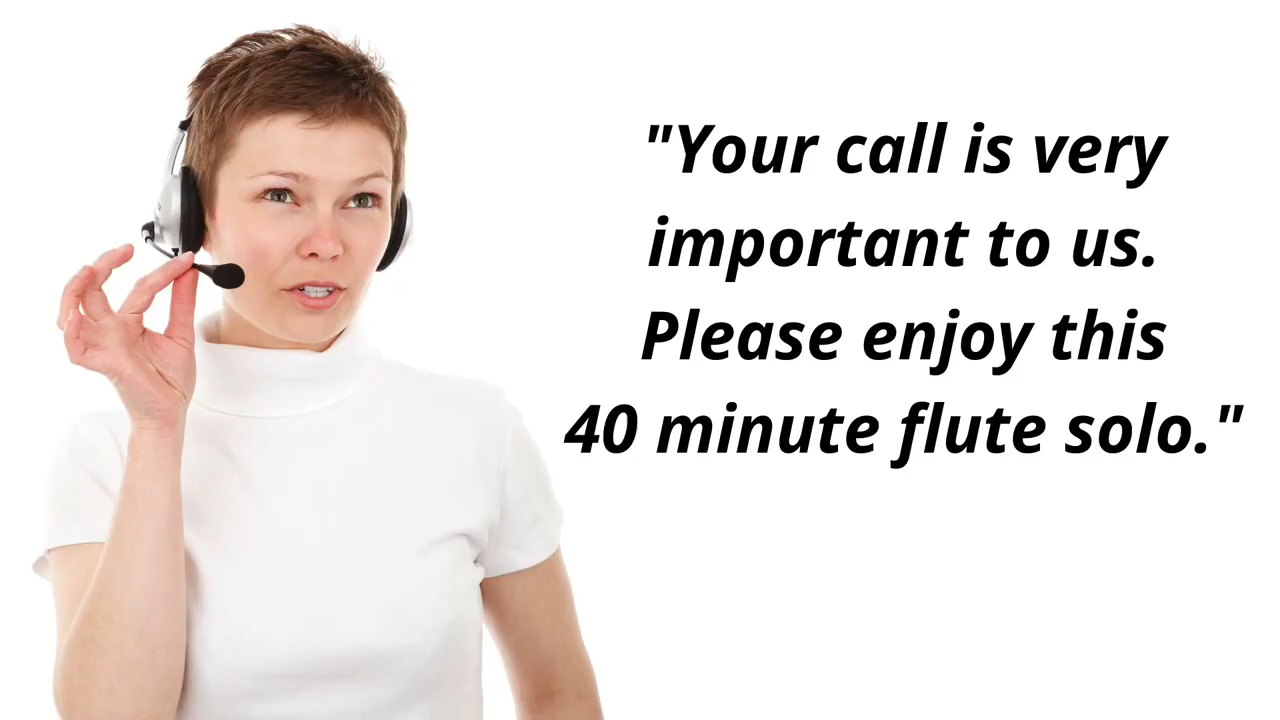 "Your call is very
important to us.
Please enjoy this
40 minute flute solo."